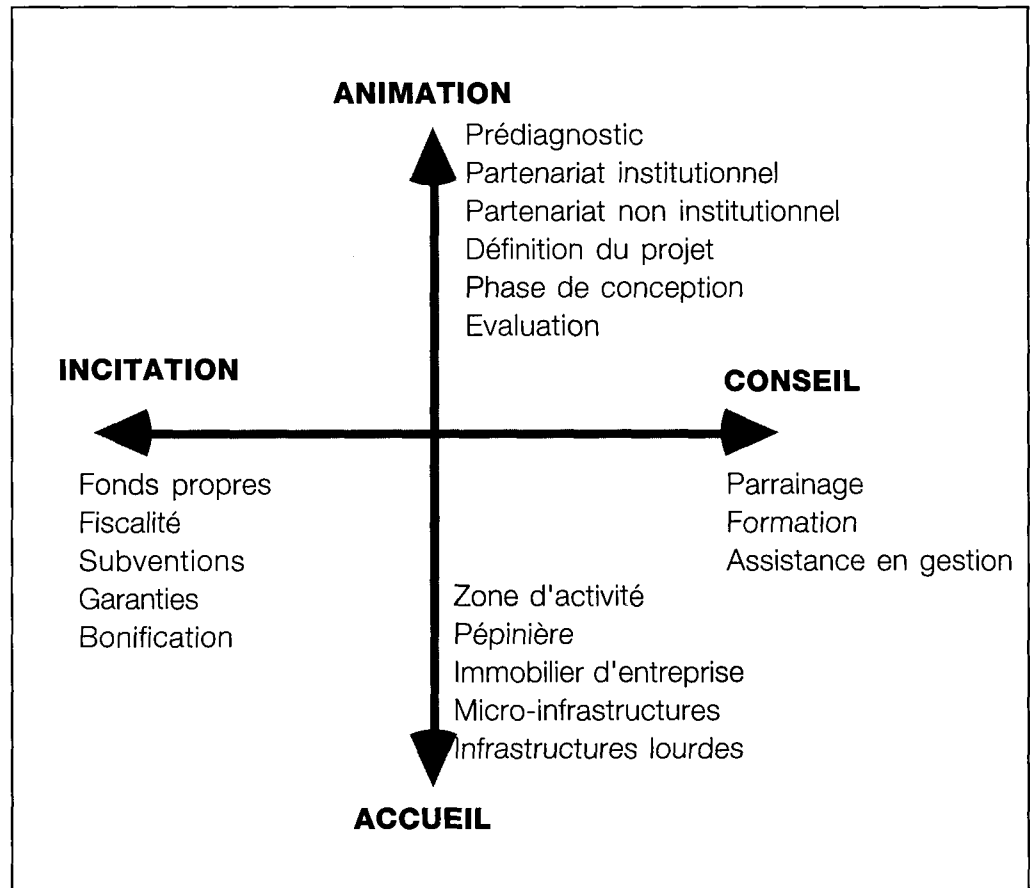 ANIMATION
Prédiagnostic
Partenariat institutionnel
Partenariat non institutionnel
Définition du projet
Phase de conception
Evaluation
INCITATION
Fonds propres
Fiscalité
Subventions
Garanties
Bonification
CONSEIL
Parrainage
Formation
Assistance en gestion
Zone d'activité
Pépinière
Immobilier d'entreprise
Micro-infrastructures
Infrastructures lourdes
ACCUEIL